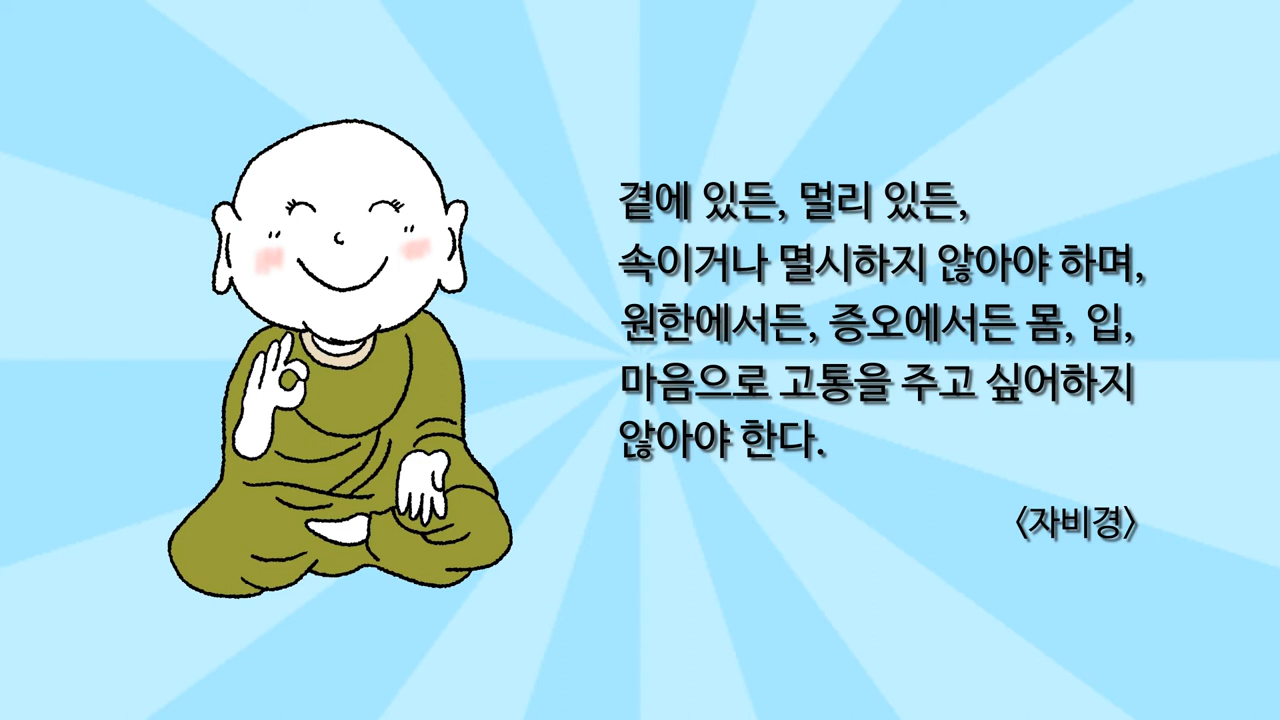 곁에 있든, 멀리 있든,
속이거나 멸시하지 않아야 하며,
원한에서든, 증오에서든 몸, 입,
마음으로 고통을 주고 싶어하지
않아야 한다.
〈자비경〉